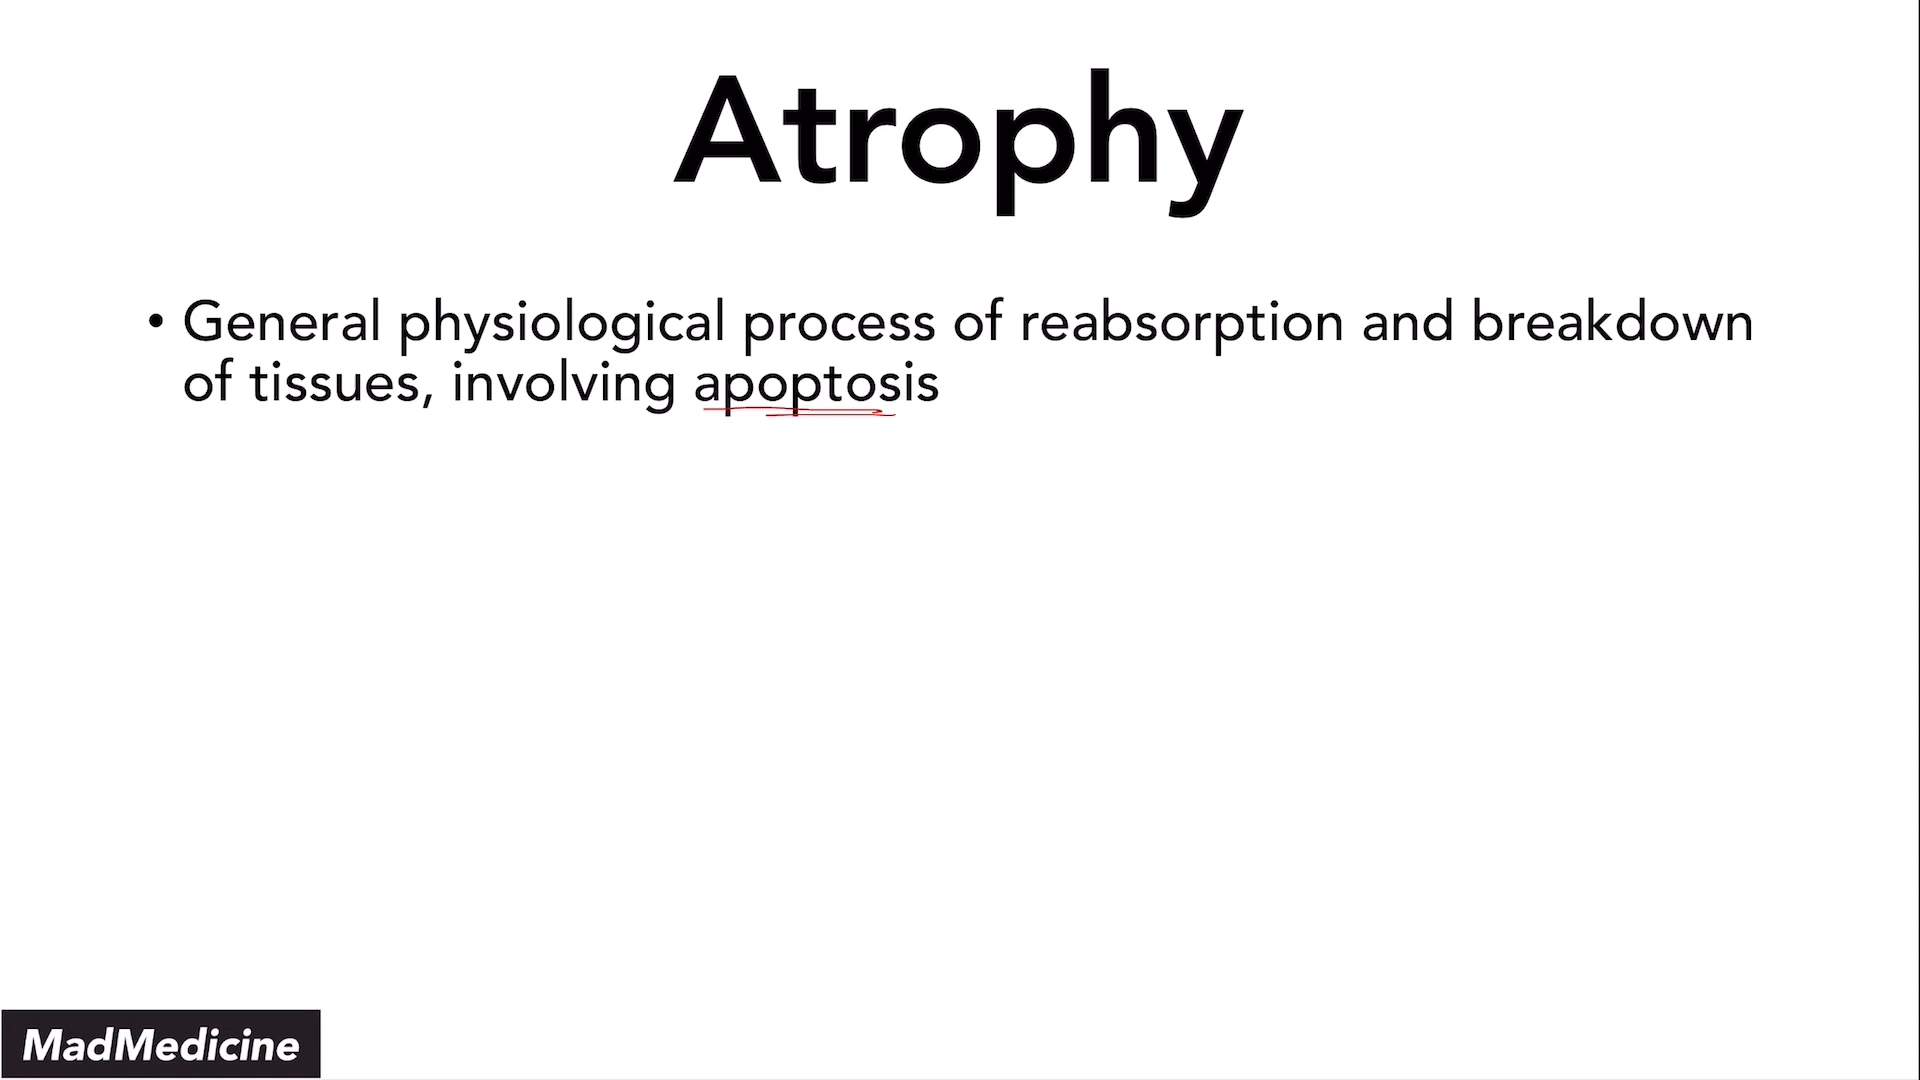 Atrophy
• General physiological process of reabsorption and breakdown
of tissues, involving apoptosis
MadMedicine